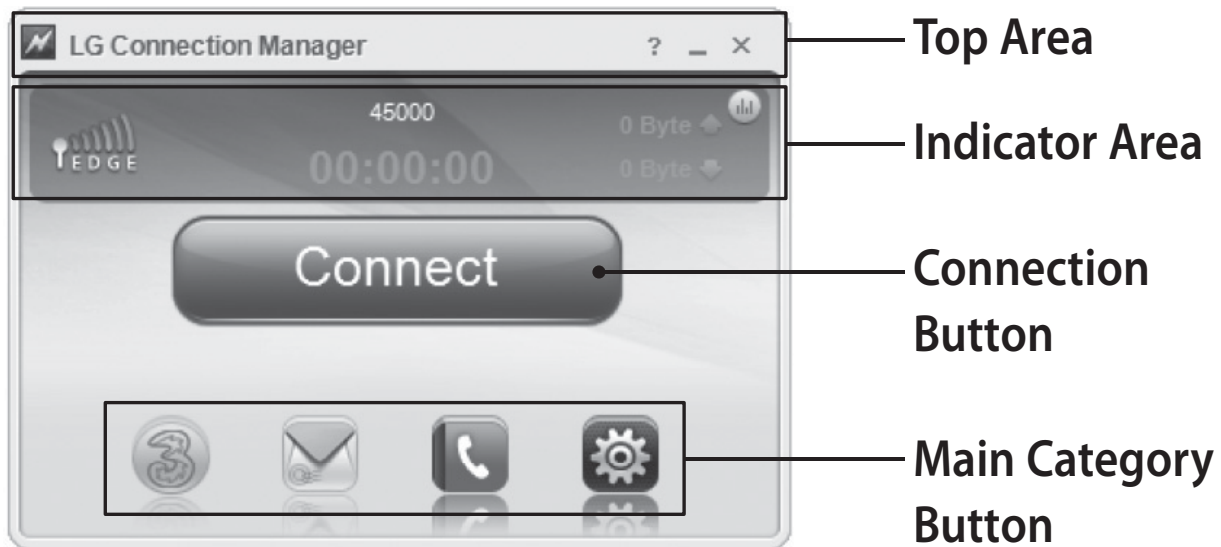 LG Connection Manager ? _ ×
Top Area
45000
0 Byte
EDGE
00:00:00
0 Byte
Indicator Area
Connect
Connection
Button
3
Main Category
Button